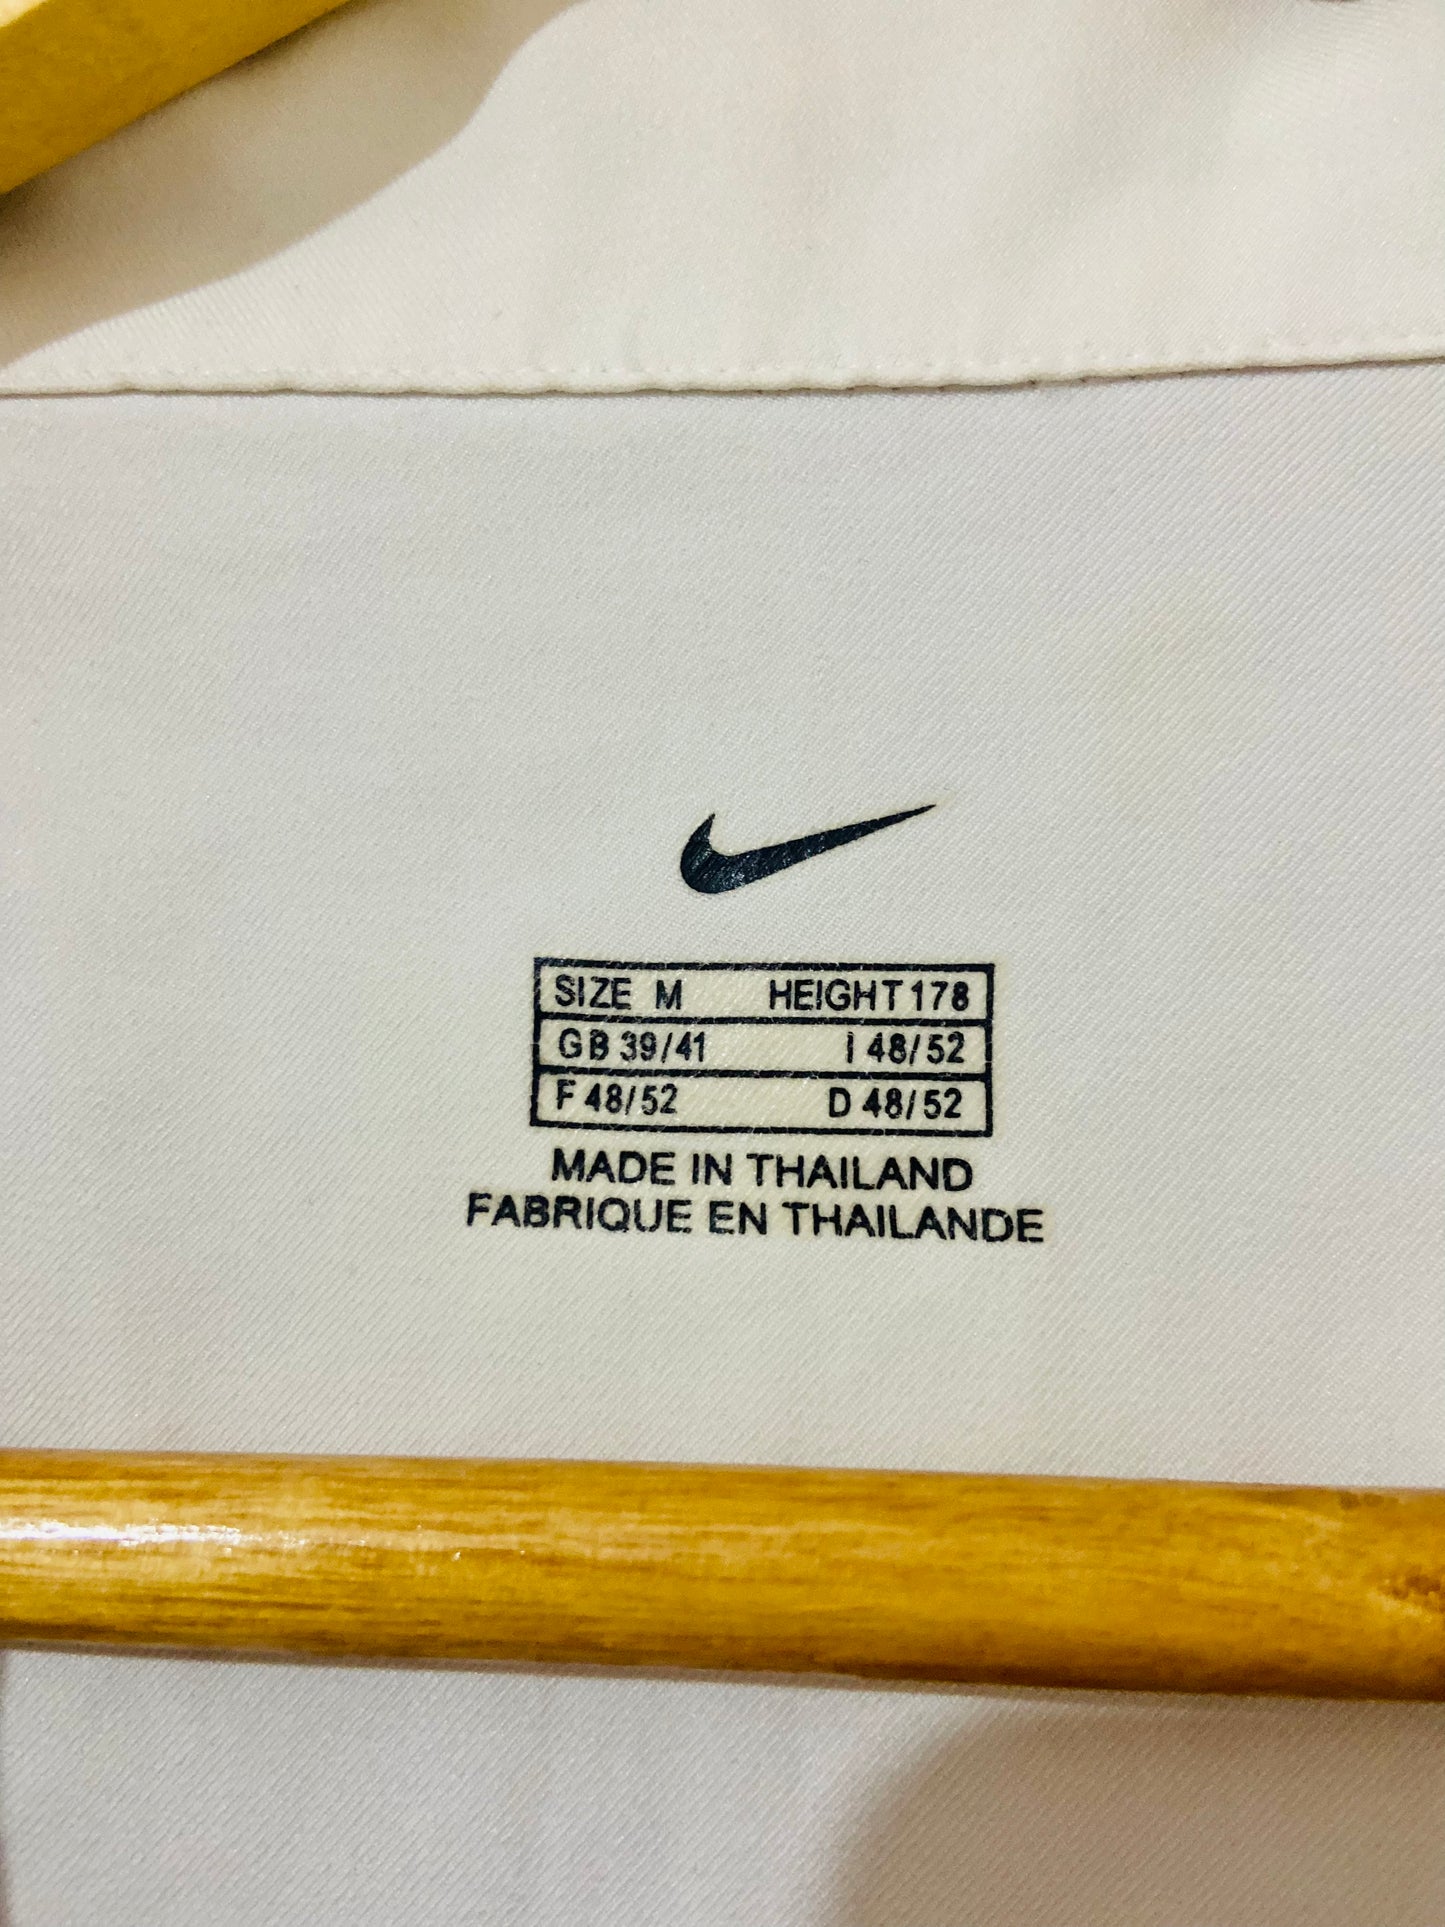 SIZE M HEIGHT 178
GB 39/41 I 48/52
F 48/52 D 48/52
MADE IN THAILAND
FABRIQUE EN THAILANDE